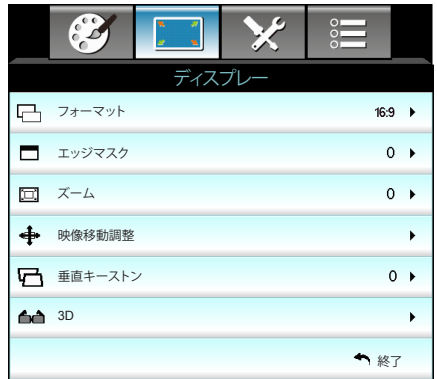 ディスプレー
フォーマット 16:9
エッジマスク 0
ズーム 0
映像移動調整
垂直キーストン 0
3D
終了